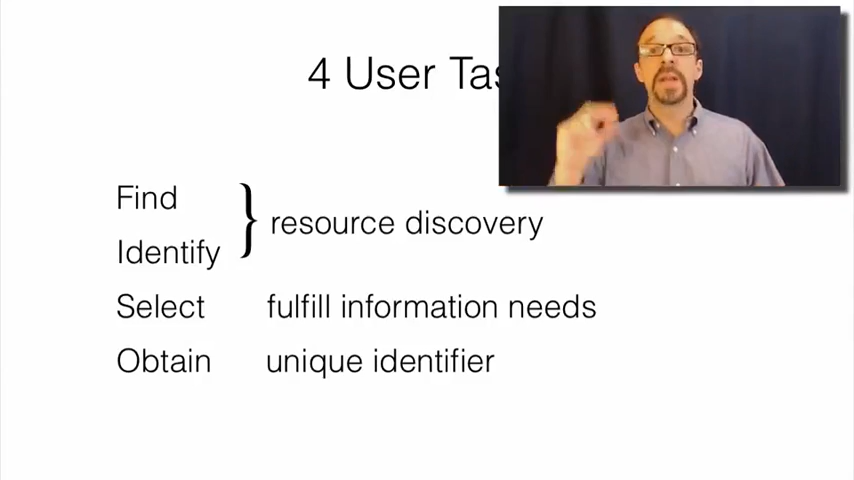 4 User Tas
Find
Identify
} resource discovery
Select fulfill information needs
Obtain unique identifier